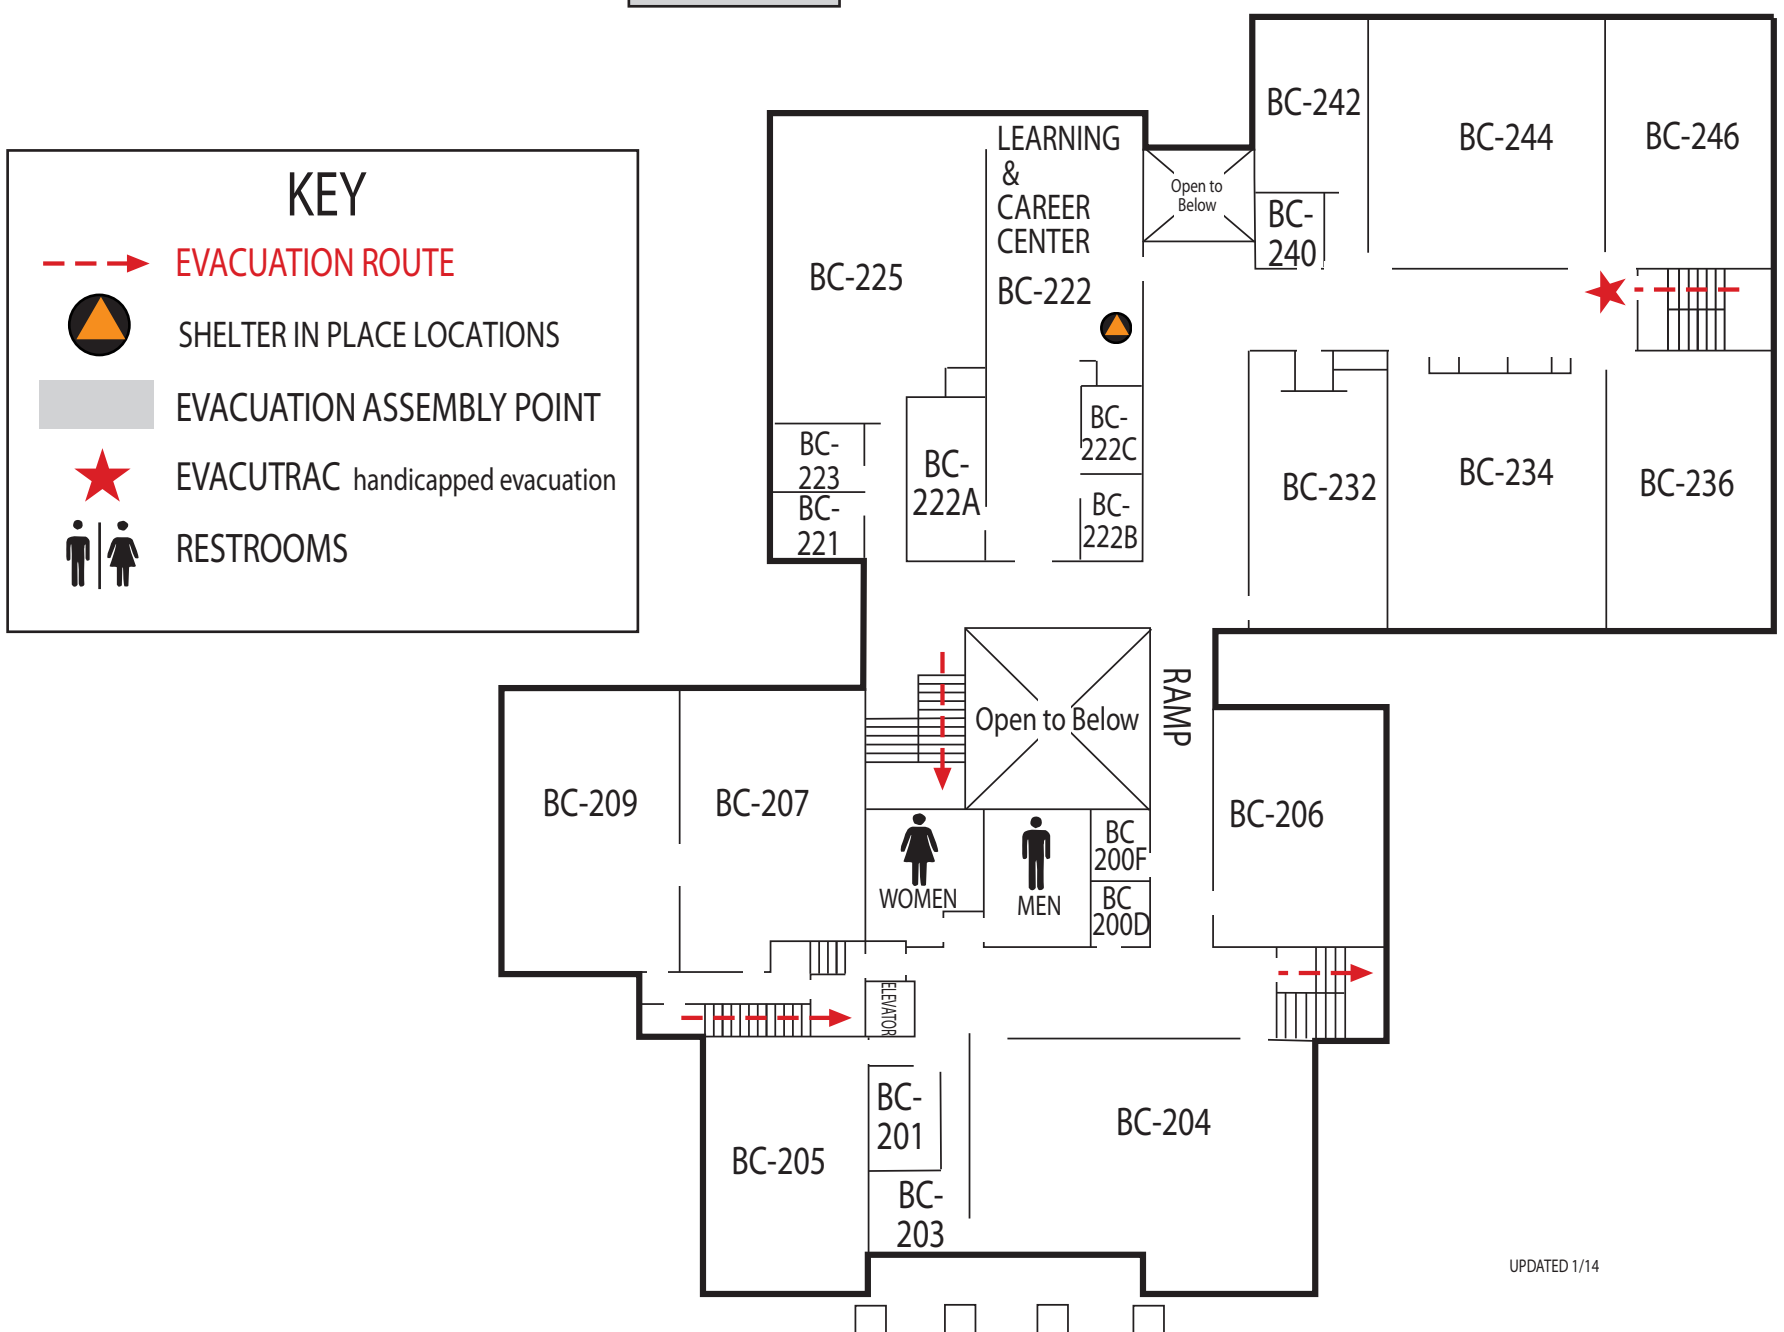 KEY
EVACUATION ROUTE
SHELTER IN PLACE LOCATIONS
EVACUATION ASSEMBLY POINT
EVACUTRAC handicapped evacuation
RESTROOMS
LEARNING
&
CAREER
CENTER
BC-222
BC-225
BC-
223
BC-
221
BC-
222A
BC-
222C
BC-
222B
Open to
Below
BC-242
BC-
240
BC-244
BC-246
BC-232
BC-234
BC-236
Open to Below
RAMP
BC-209
BC-207
BC-206
WOMEN
MEN
BC
200F
BC
200D
ELEVATOR
BC-205
BC-
201
BC-
203
BC-204
UPDATED 1/14